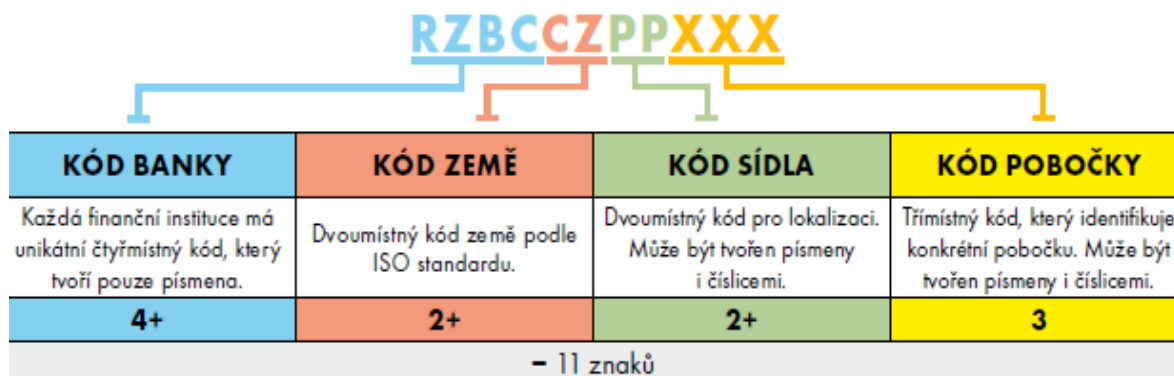 RZBCCZPPXXX
KÓD BANKY
KÓD ZEMĚ
KÓD SÍDLA
KÓD POBOČKY
Každá finanční instituce má
unikátní čtyřmístný kód, který
tvoří pouze písmena.
Dvoumístný kód země podle
ISO standardu.
Dvoumístný kód pro lokalizaci.
Může být tvořen písmeny
i číslicemi.
Třímístný kód, který identifikuje
konkrétní pobočku. Může být
tvořen písmeny i číslicemi.
4+
2+
2+
3
– 11 znaků